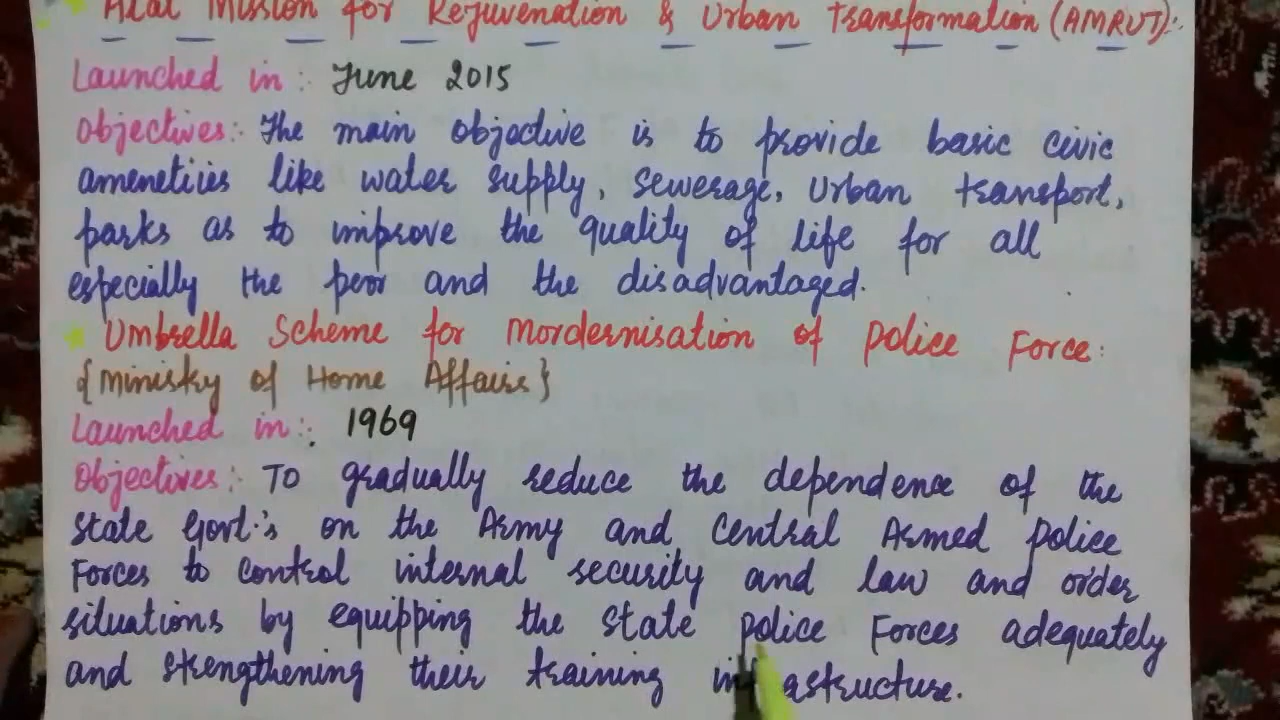 Atal Mission for Rejuvenation & Urban Transformation (AMRUT):
Launched in: June 2015
Objectives: The main objective is to provide basic civic
ameneties like water supply, sewerage, urban transport,
parks as to improve the quality of life for all
especially the poor and the disadvantaged.
Umbrella Scheme for Mordernisation of Police Force:
{Ministry of Home Affairs}
Launched in: 1969
Objectives: To gradually reduce the dependence of the
State Govt.'s on the Army and Central Armed Police
Forces to control internal security and law and order
situations by equipping the State Police Forces adequately
and strengthening their training